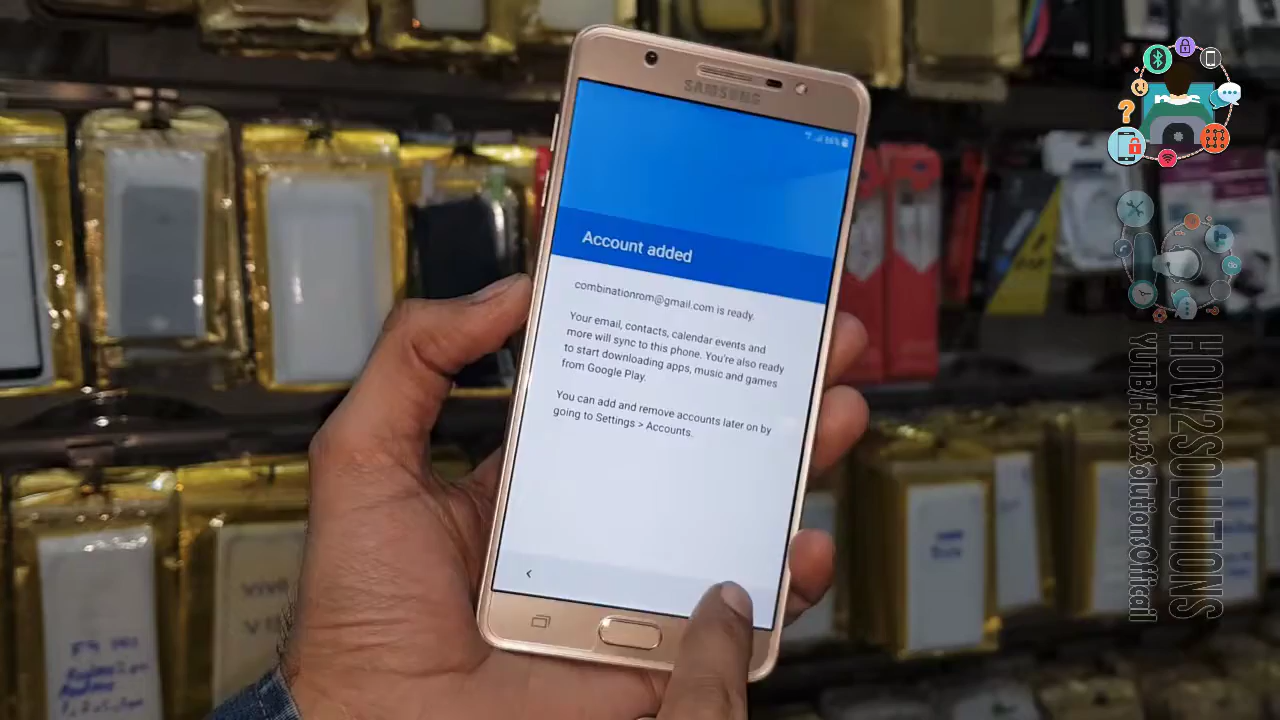 SAMSUNG
86%
Account added
combinationrom@gmail.com is ready.
Your email, contacts, calendar events and
more will sync to this phone. You're also ready
to start downloading apps, music and games
from Google Play.
You can add and remove accounts later on by
going to Settings > Accounts.
HOW2SOLUTIONS
YUTB/How2SolutionsOfficail
VIVO